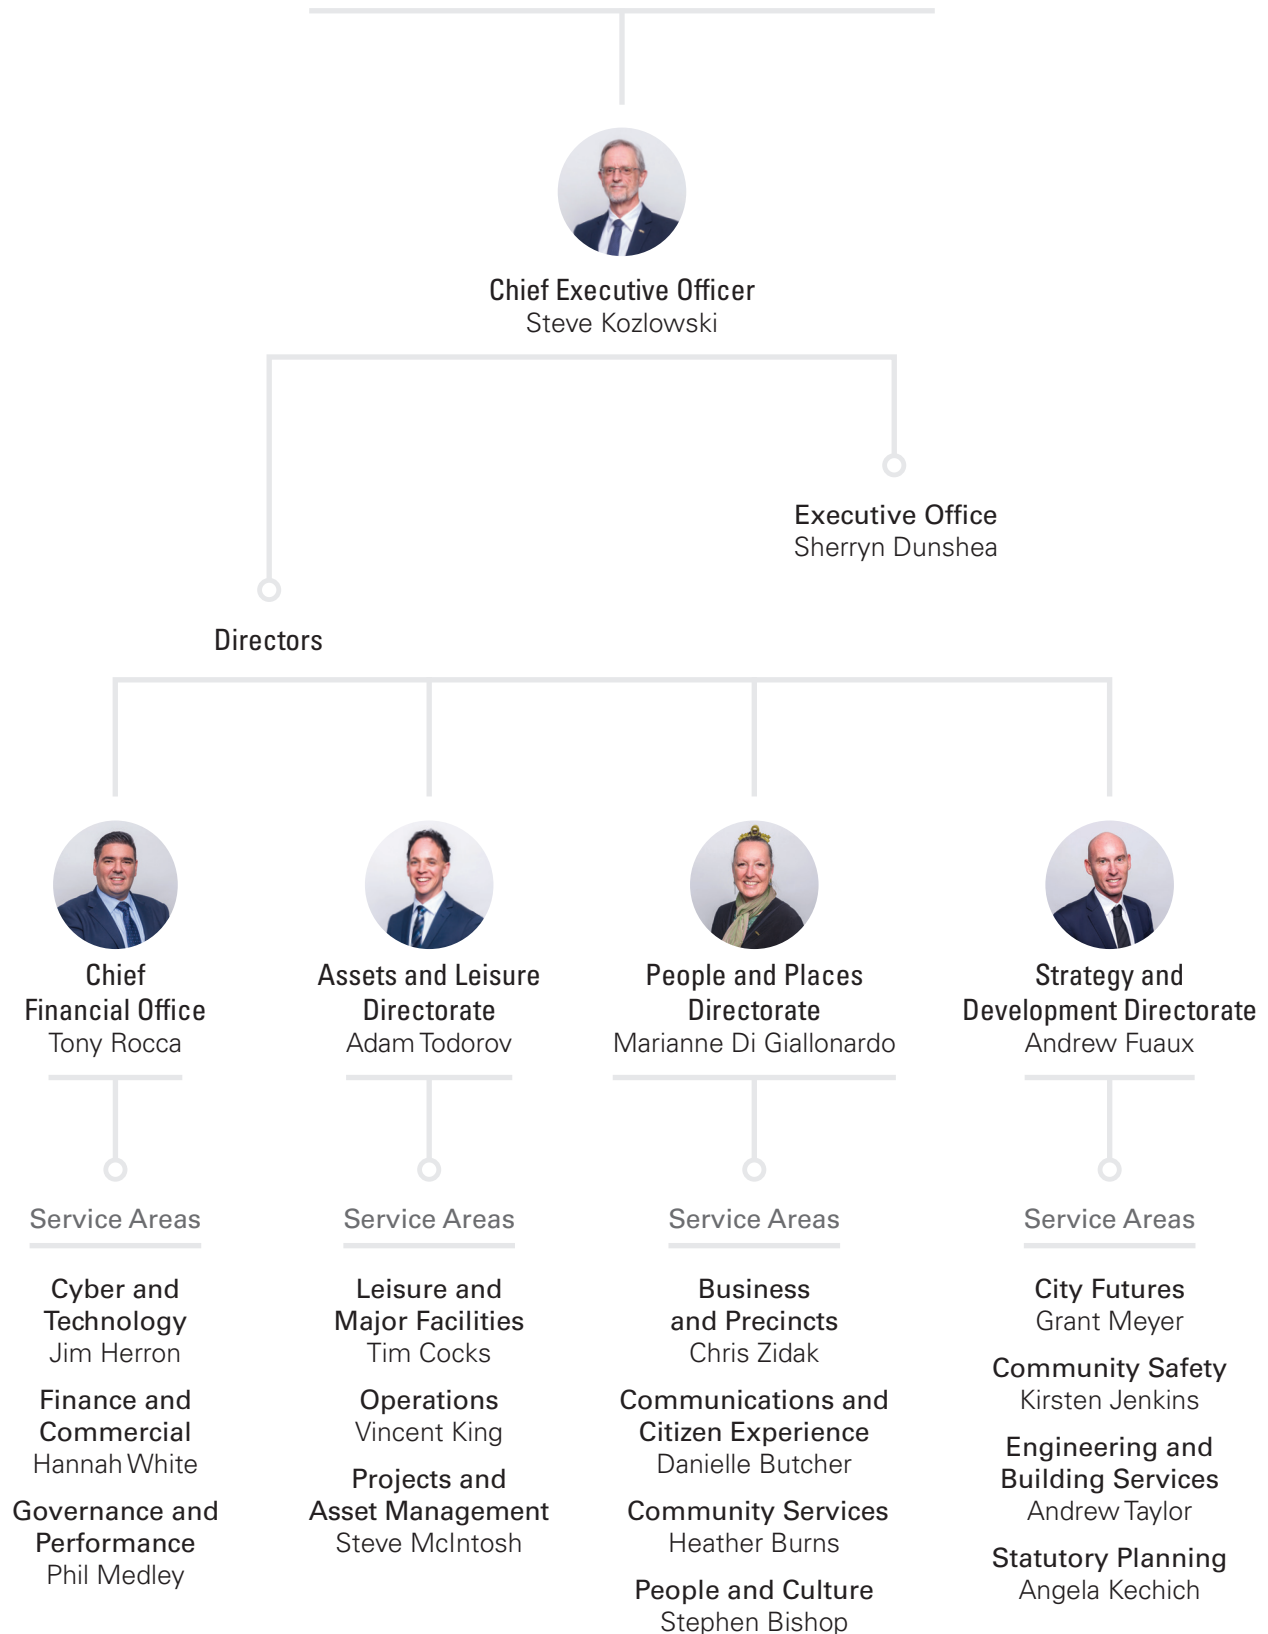 Chief Executive Officer
Steve Kozlowski
Executive Office
Sherryn Dunshea
Directors
Chief
Financial Office
Tony Rocca
Assets and Leisure
Directorate
Adam Todorov
People and Places
Directorate
Marianne Di Giallonardo
Strategy and
Development Directorate
Andrew Fuaux
Service Areas
Cyber and
Technology
Jim Herron
Finance and
Commercial
Hannah White
Governance and
Performance
Phil Medley
Service Areas
Leisure and
Major Facilities
Tim Cocks
Operations
Vincent King
Projects and
Asset Management
Steve McIntosh
Service Areas
Business
and Precincts
Chris Zidak
Communications and
Citizen Experience
Danielle Butcher
Community Services
Heather Burns
People and Culture
Stephen Bishop
Service Areas
City Futures
Grant Meyer
Community Safety
Kirsten Jenkins
Engineering and
Building Services
Andrew Taylor
Statutory Planning
Angela Kechich